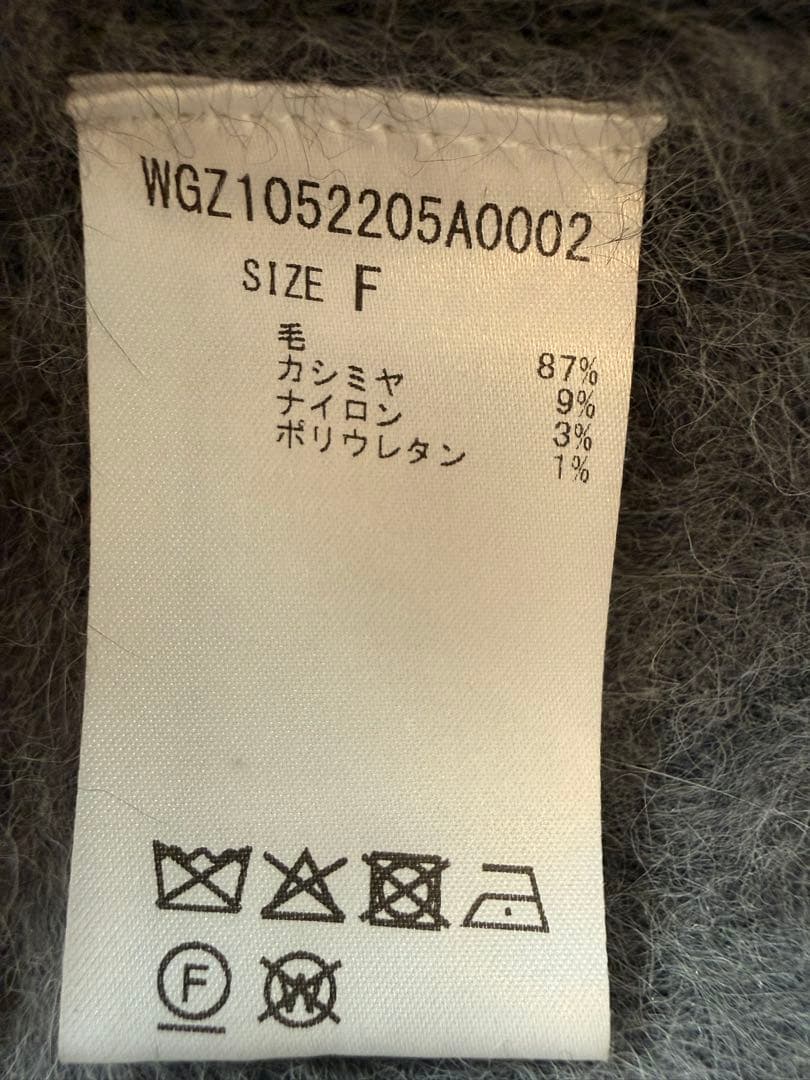 WGZ1052205A0002
SIZE F
毛 87%
カシミヤ 9%
ナイロン 3%
ポリウレタン 1%
F
W